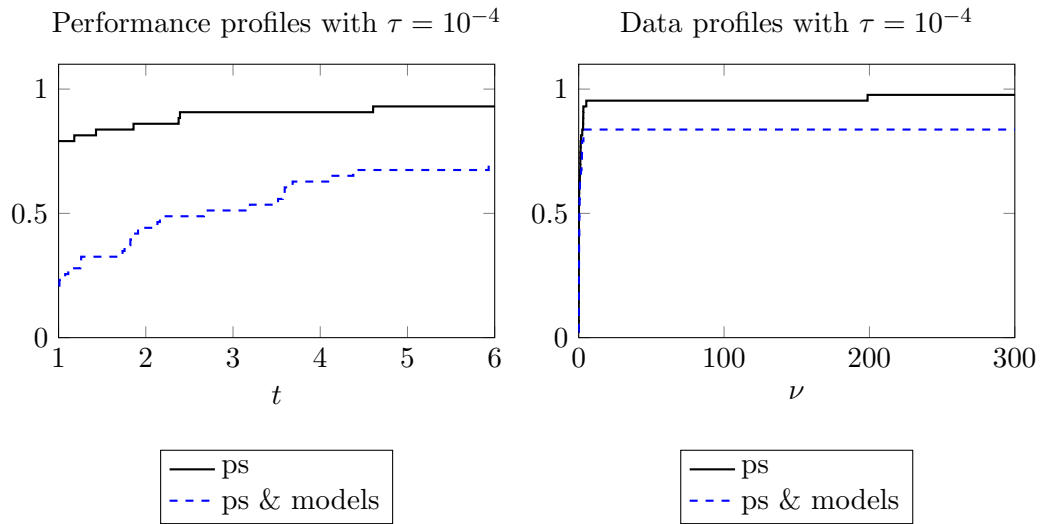 Performance profiles with τ = 10⁻⁴
1
0.5
0
1 2 3 4 5 6
t
ps
ps & models
Data profiles with τ = 10⁻⁴
1
0.5
0
0 100 200 300
ν
ps
ps & models